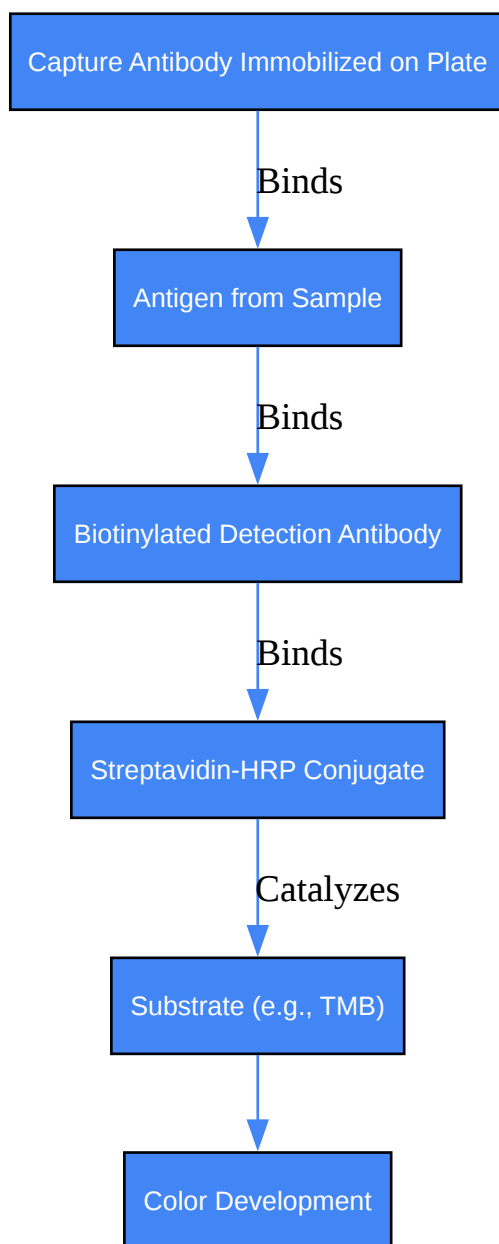 Capture Antibody Immobilized on Plate
Binds
Antigen from Sample
Binds
Biotinylated Detection Antibody
Binds
Streptavidin-HRP Conjugate
Catalyzes
Substrate (e.g., TMB)
Color Development